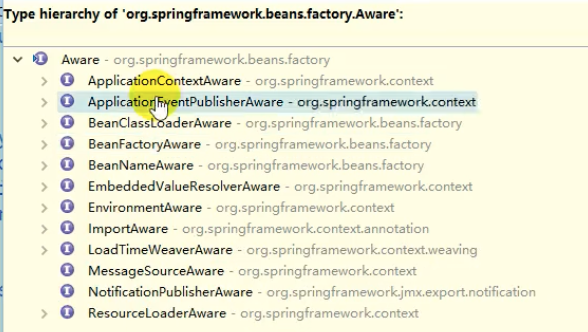 Type hierarchy of 'org.springframework.beans.factory.Aware':
Aware - org.springframework.beans.factory
ApplicationContextAware - org.springframework.context
ApplicationEventPublisherAware - org.springframework.context
BeanClassLoaderAware - org.springframework.beans.factory
BeanFactoryAware - org.springframework.beans.factory
BeanNameAware - org.springframework.beans.factory
EmbeddedValueResolverAware - org.springframework.context
EnvironmentAware - org.springframework.context
ImportAware - org.springframework.context.annotation
LoadTimeWeaverAware - org.springframework.context.weaving
MessageSourceAware - org.springframework.context
NotificationPublisherAware - org.springframework.jmx.export.notification
ResourceLoaderAware - org.springframework.context